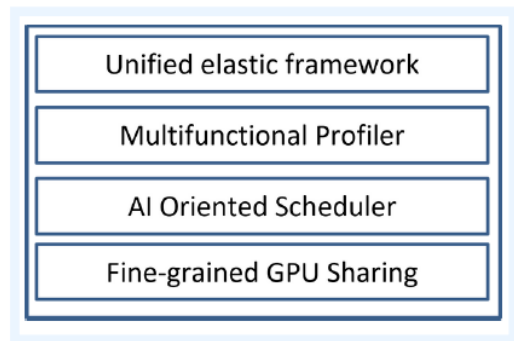 Unified elastic framework
Multifunctional Profiler
AI Oriented Scheduler
Fine-grained GPU Sharing